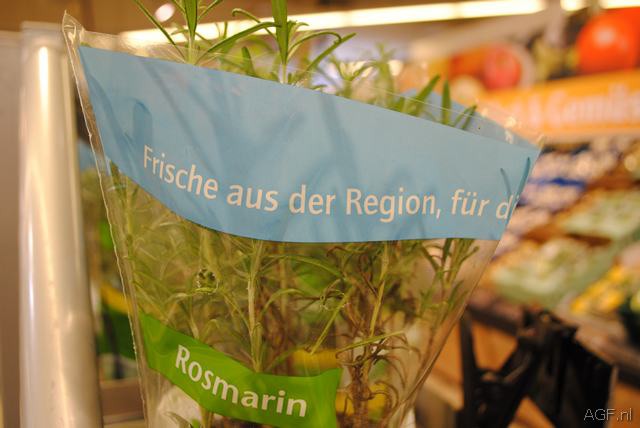 Frische aus der Region, für d
Rosmarin
AGF.nl